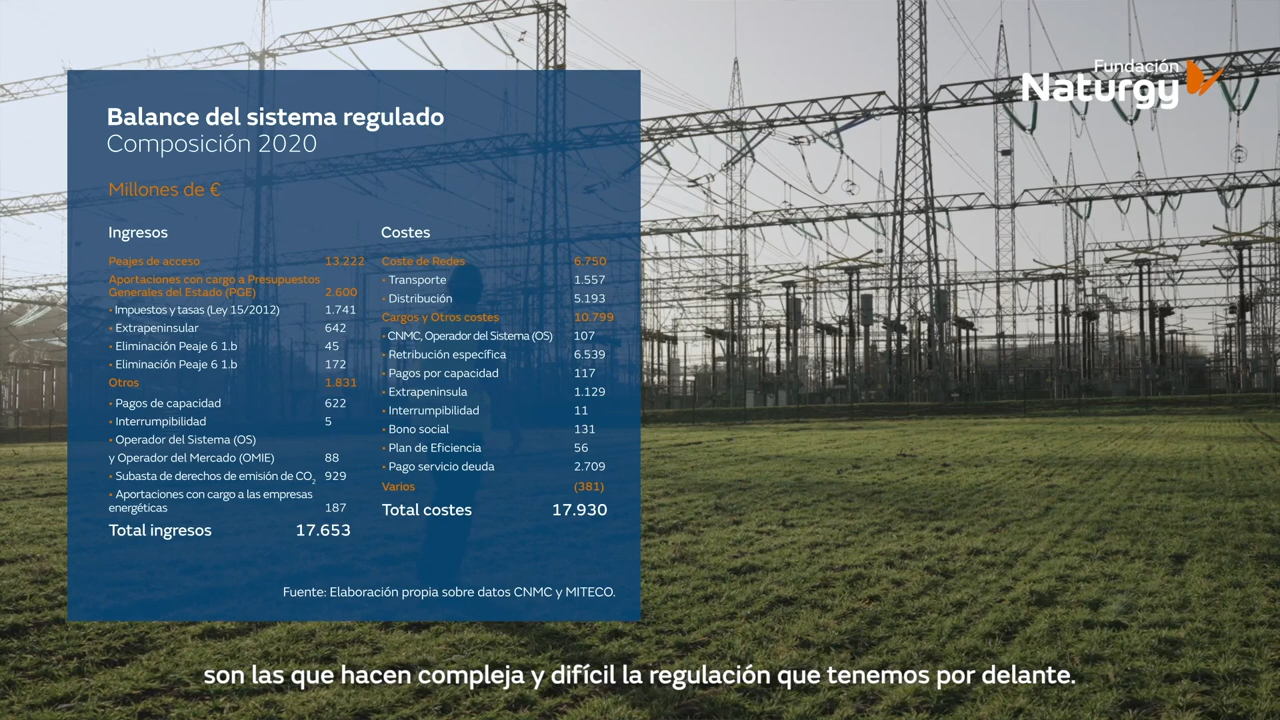 Fundación
Naturgy
Balance del sistema regulado
Composición 2020
Millones de €
Ingresos
Peajes de acceso 13.222
Aportaciones con cargo a Presupuestos
Generales del Estado (PGE) 2.600
• Impuestos y tasas (Ley 15/2012) 1.741
• Extrapeninsular 642
• Eliminación Peaje 6 1.b 45
• Eliminación Peaje 6 1.b 172
Otros 1.831
• Pagos de capacidad 622
• Interrumpibilidad 5
• Operador del Sistema (OS)
y Operador del Mercado (OMIE) 88
• Subasta de derechos de emisión de CO₂ 929
• Aportaciones con cargo a las empresas
energéticas 187
Total ingresos 17.653
Costes
Coste de Redes 6.750
• Transporte 1.557
• Distribución 5.193
Cargos y Otros costes 10.799
• CNMC, Operador del Sistema (OS) 107
• Retribución específica 6.539
• Pagos por capacidad 117
• Extrapeninsula 1.129
• Interrumpibilidad 11
• Bono social 131
• Plan de Eficiencia 56
• Pago servicio deuda 2.709
Varios (381)
Total costes 17.930
Fuente: Elaboración propia sobre datos CNMC y MITECO.
son las que hacen compleja y difícil la regulación que tenemos por delante.